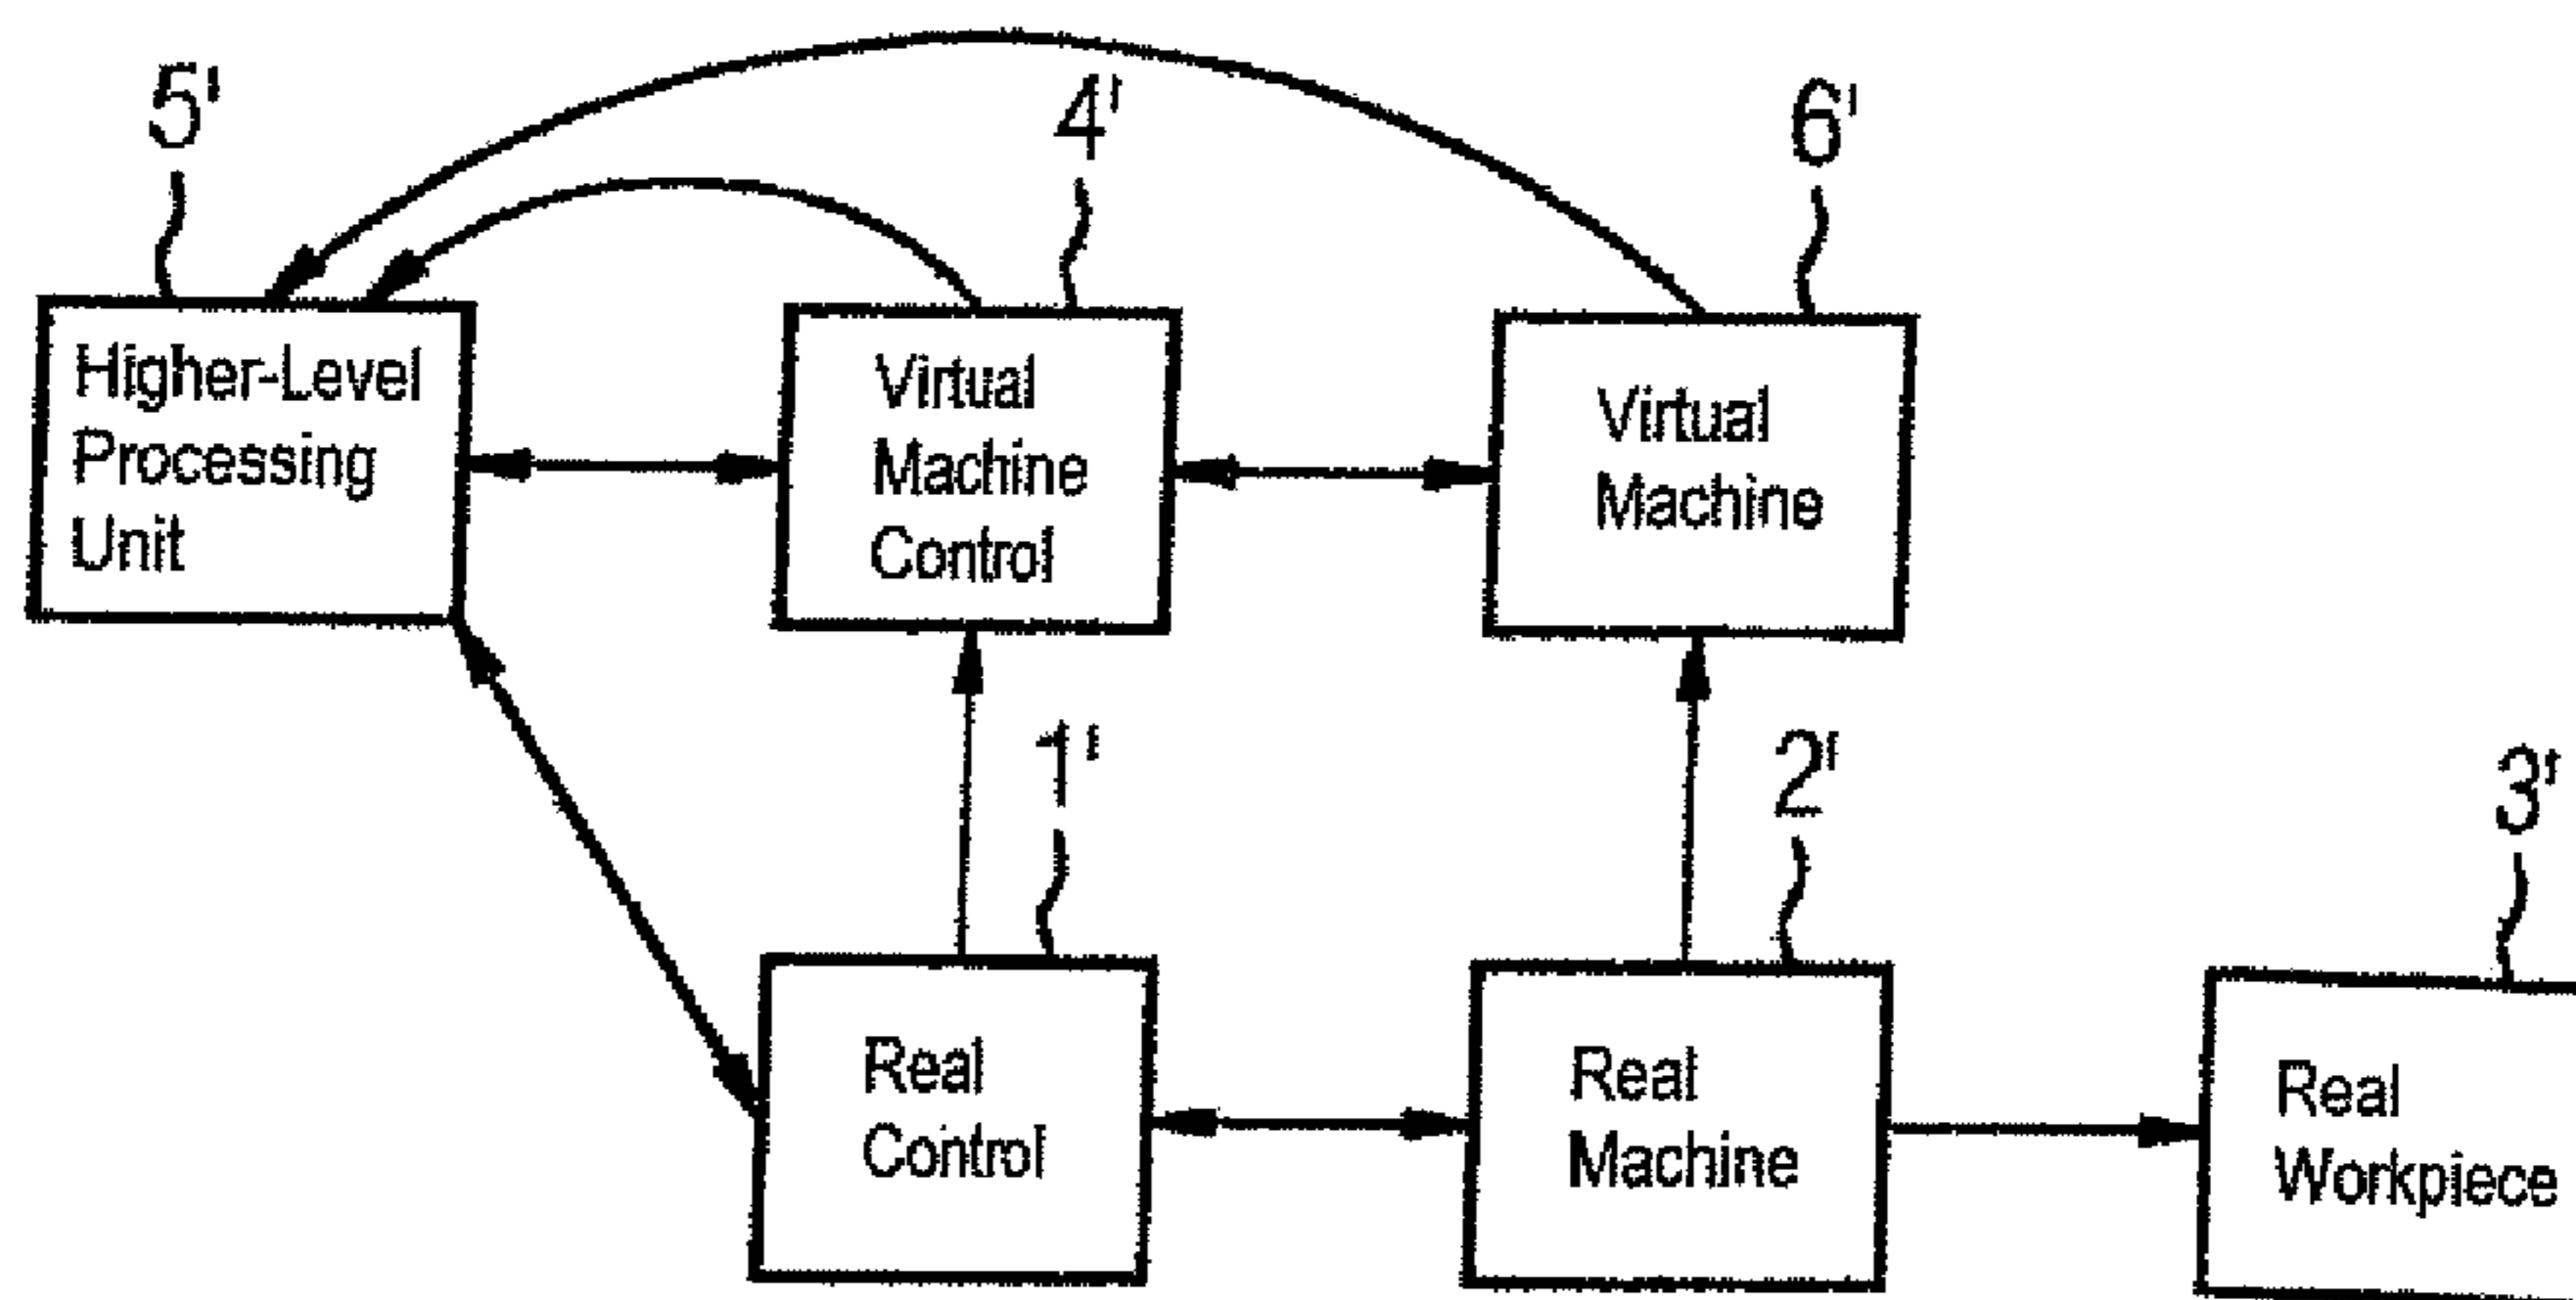 5'
4'
6'
Higher-Level
Processing
Unit
Virtual
Machine
Control
Virtual
Machine
1'
2'
3'
Real
Control
Real
Machine
Real
Workpiece